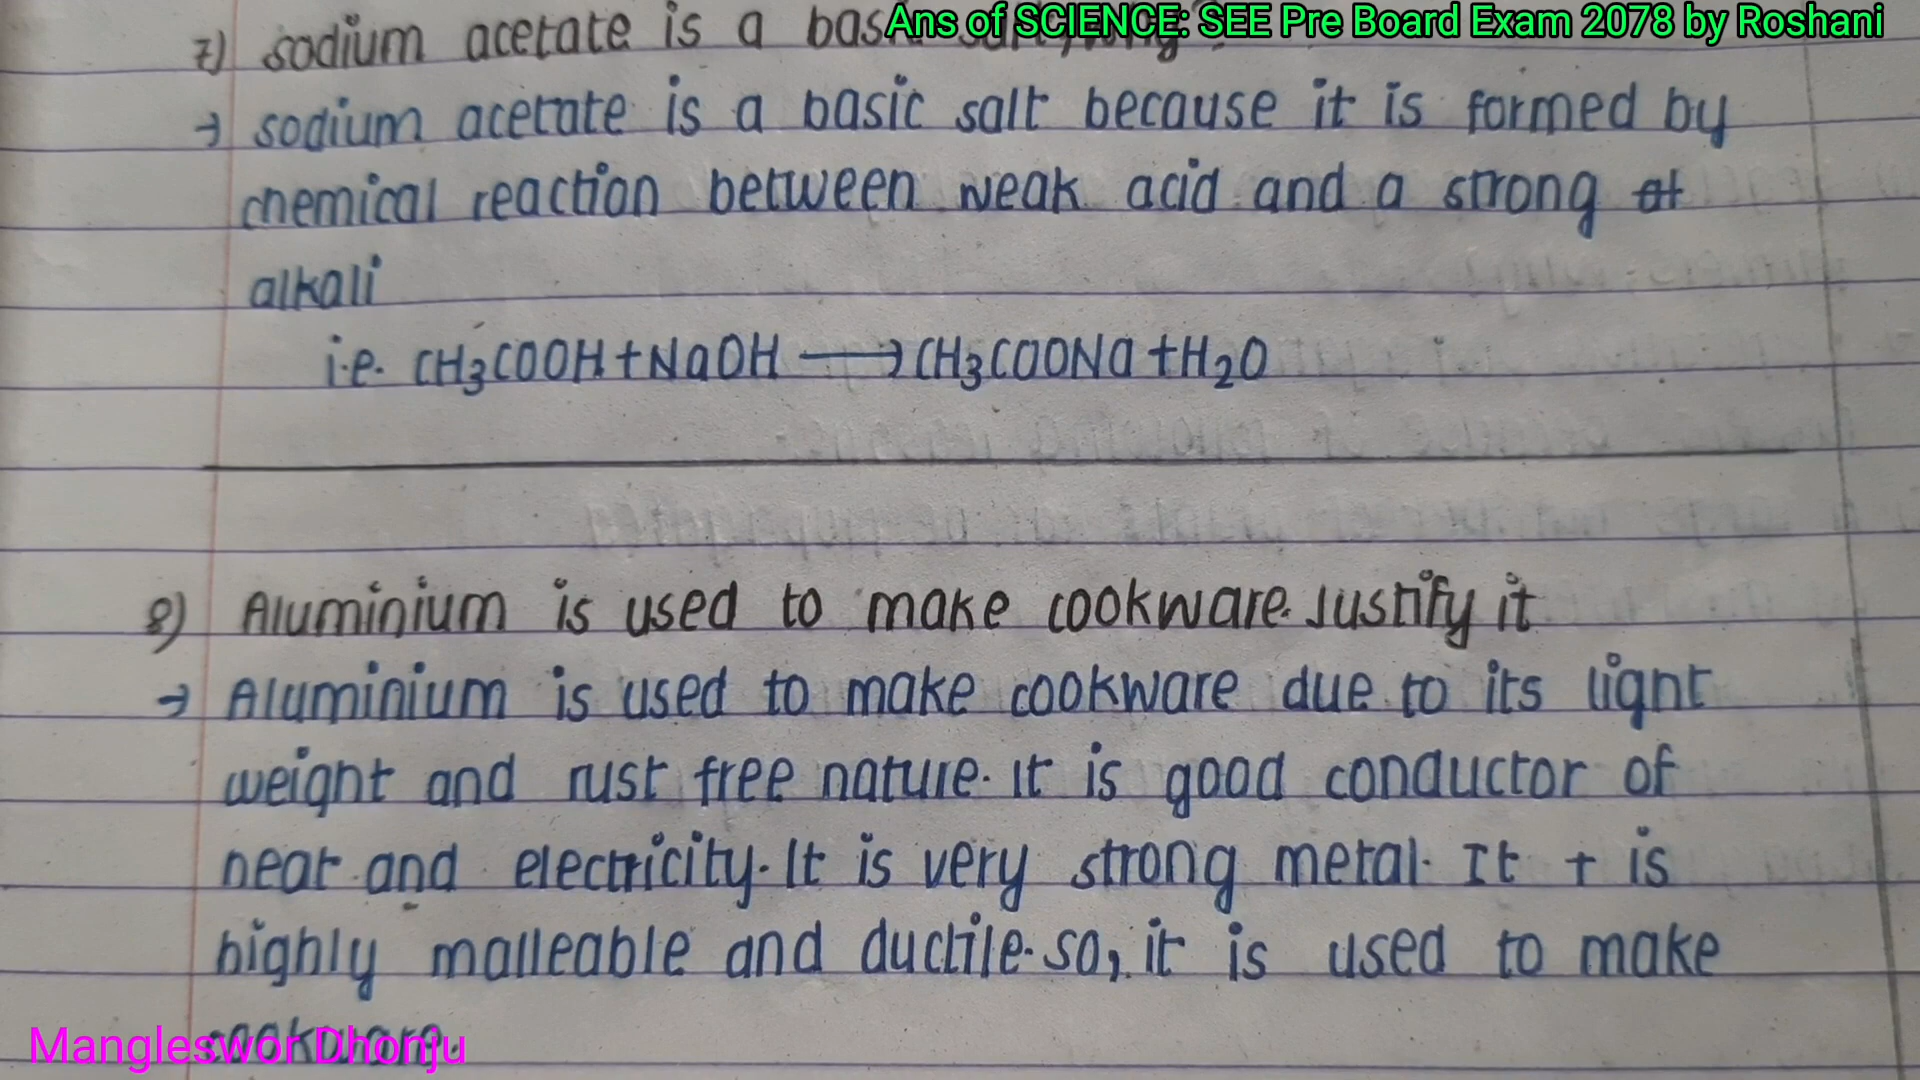 Ans of SCIENCE: SEE Pre Board Exam 2078 by Roshani
7) sodium acetate is a basic salt, why?
→ sodium acetate is a basic salt because it is formed by
chemical reaction between weak acid and a strong
alkali
i.e. CH3COOH + NaOH ⟶ CH3COONa + H2O
8) Aluminium is used to make cookware. Justify it
→ Aluminium is used to make cookware due to its light
weight and rust free nature. It is good conductor of
heat and electricity. It is very strong metal. It + is
highly malleable and ductile. so, it is used to make
cookware.
Mangleswor Dhonju